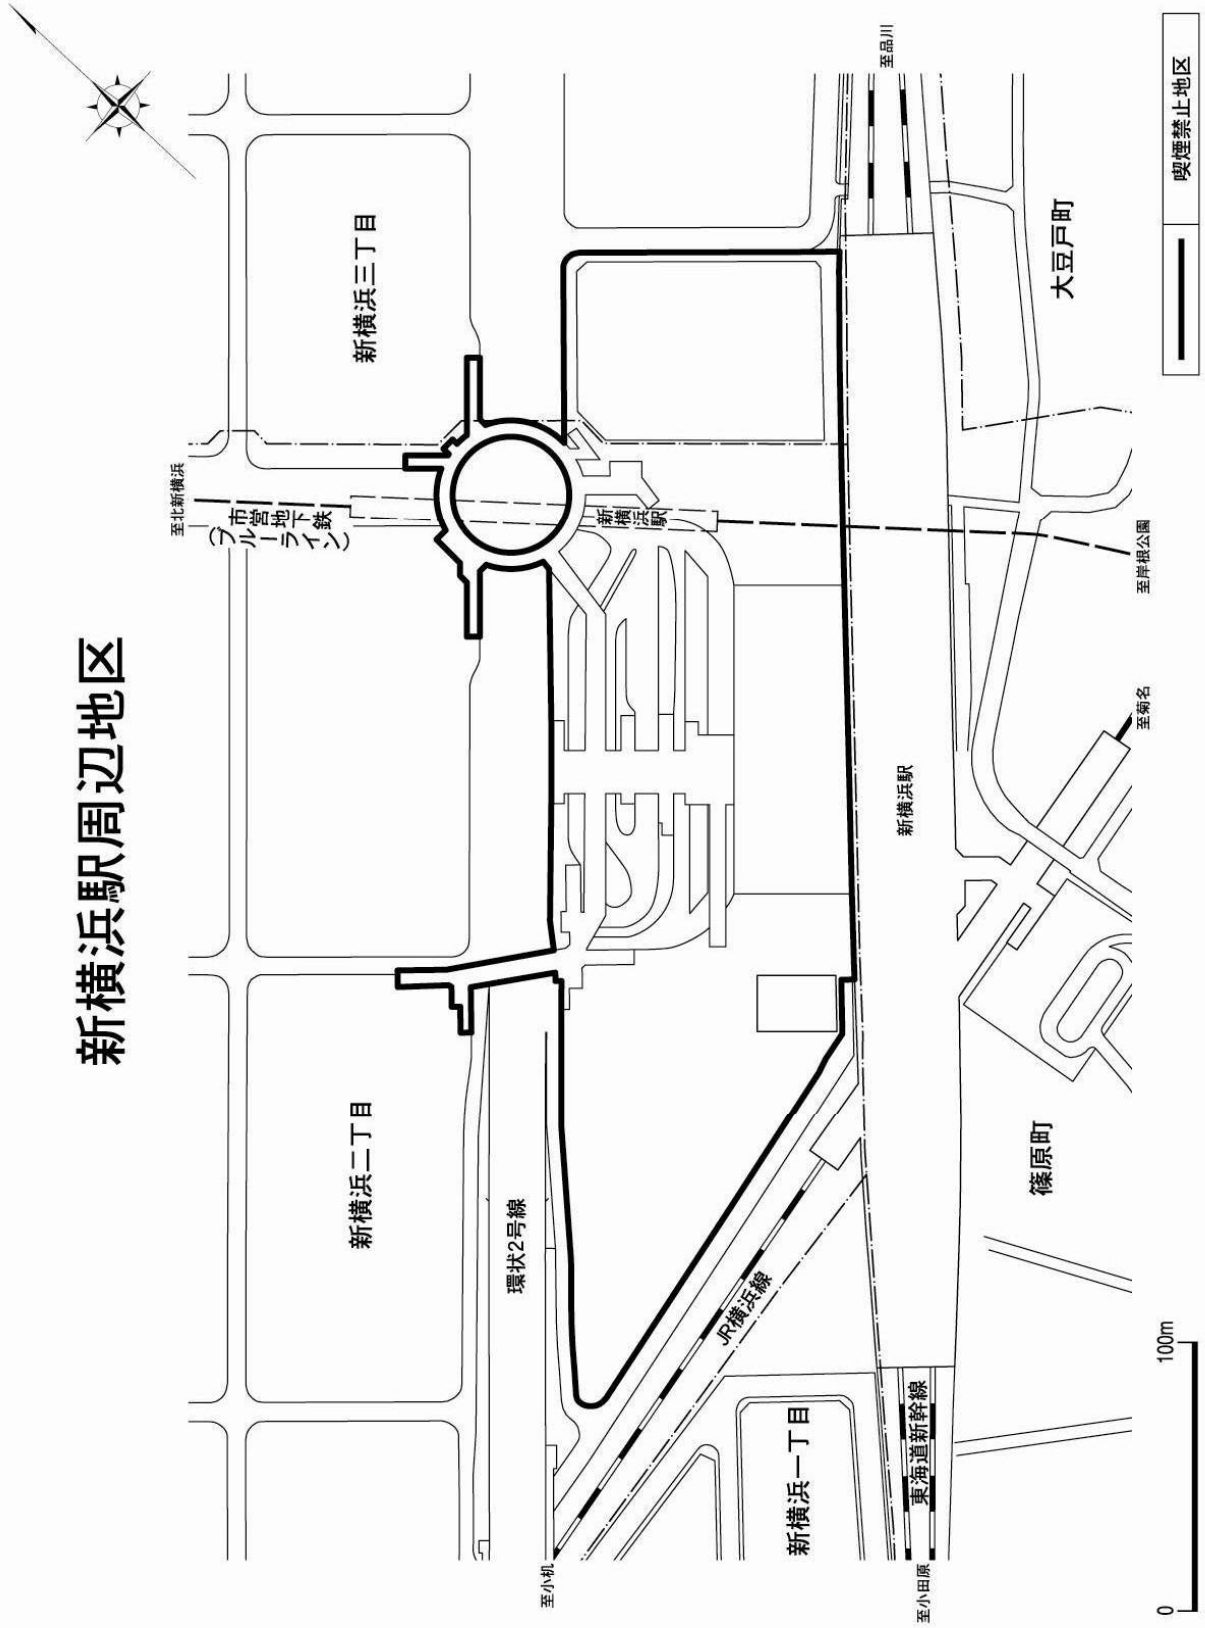 新横浜駅周辺地区
至小机
新横浜二丁目
環状2号線
至北新横浜
市営地下鉄
(ブルーライン)
新横浜三丁目
新横浜駅
JR横浜線
新横浜一丁目
至小田原
東海道新幹線
新横浜駅
至品川
篠原町
大豆戸町
至菊名
至岸根公園
0
100m
喫煙禁止地区